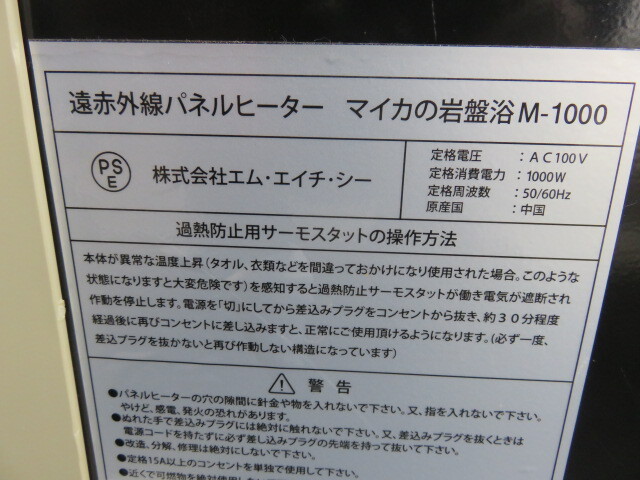 遠赤外線パネルヒーター マイカの岩盤浴 M-1000
PS
E
株式会社エム・エイチ・シー
定格電圧 : AC100V
定格消費電力 : 1000W
定格周波数 : 50/60Hz
原産国 : 中国
過熱防止用サーモスタットの操作方法
本体が異常な温度上昇(タオル、衣類などを間違っておかけになり使用された場合。このような
状態になりますと大変危険です)を感知すると過熱防止サーモスタットが働き電気が遮断され
作動を停止します。電源を「切」にしてから差込みプラグをコンセントから抜き、約30分程度
経過後に再びコンセントに差し込みますと、正常にご使用頂けるようになります。(必ず一度、
差込プラグを抜かないと再び作動しない構造になっています)
警告
●パネルヒーターの穴の隙間に針金や物を入れないで下さい。又、指を入れないで下さい。
やけど、感電、発火の恐れがあります。
●ぬれた手で差込みプラグには絶対に触れないで下さい。又、差込みプラグを抜くときは
電源コードを持たずに必ず差し込みプラグの先端を持って抜いて下さい。
●改造、分解、修理は絶対にしないで下さい。
●定格15A以上のコンセントを単独で使用して下さい。
●近くで可燃物を絶対使用しない